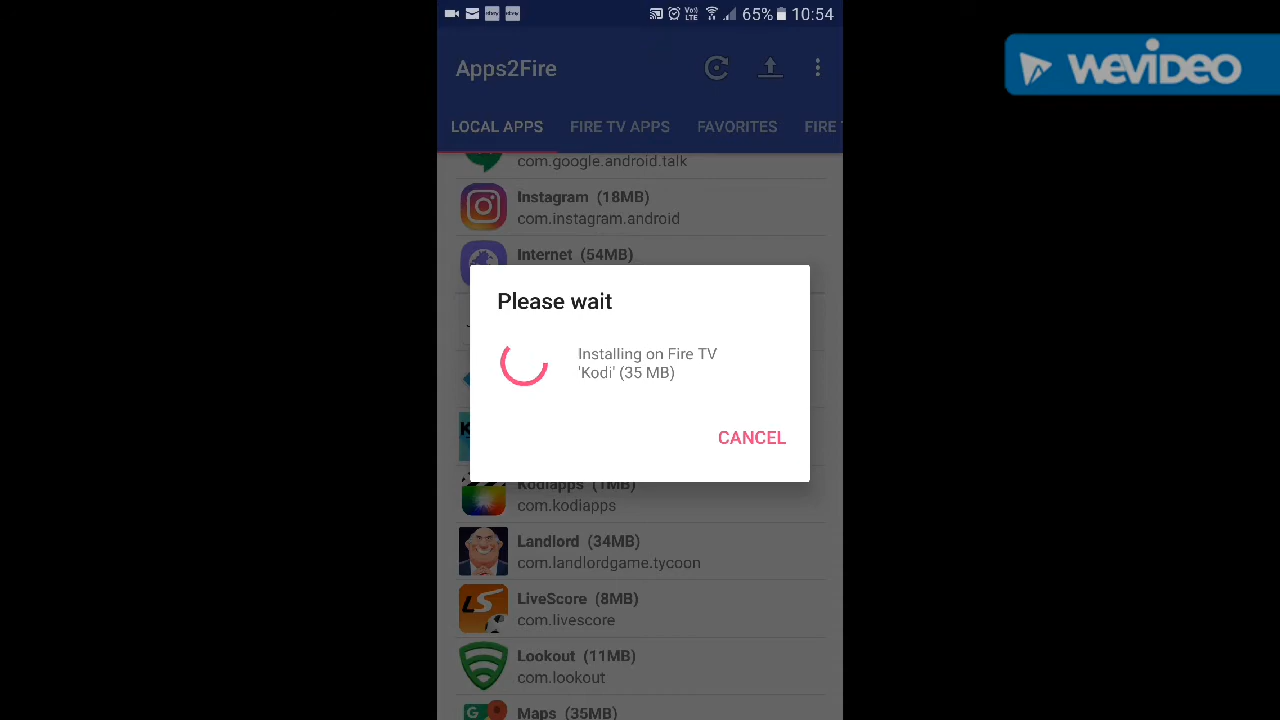 65% 10:54
WEVIDEO
Apps2Fire
LOCAL APPS FIRE TV APPS FAVORITES FIRE
com.google.android.talk
Instagram (18MB)
com.instagram.android
Internet (54MB)
Please wait
Installing on Fire TV
'Kodi' (35 MB)
CANCEL
Kodiapps (1MB)
com.kodiapps
Landlord (34MB)
com.landlordgame.tycoon
LiveScore (8MB)
com.livescore
Lookout (11MB)
com.lookout
Maps (35MB)